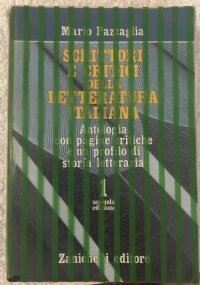 Mario Pazzaglia
SCRITTORI
E CRITICI
DELLA
LETTERATURA
ITALIANA
Antologia
con pagine critiche
e un profilo di
storia letteraria
1
seconda
edizione
Zanichelli editore